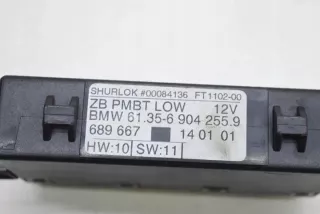 SHURLOK #00084136 FT1102-00
ZB PMBT LOW 12V
BMW 61.35-6 904 255.9
689 667 14 01 01
HW:10 SW:11